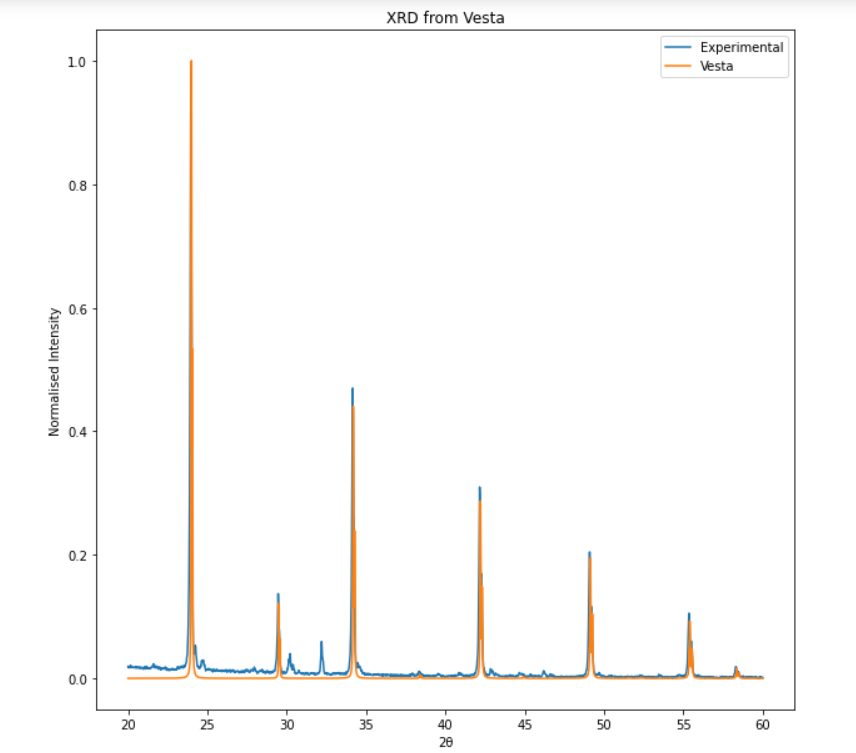 XRD from Vesta
Experimental
Vesta
1.0
0.8
0.6
0.4
0.2
0.0
Normalised Intensity
20 25 30 35 40 45 50 55 60
2θ